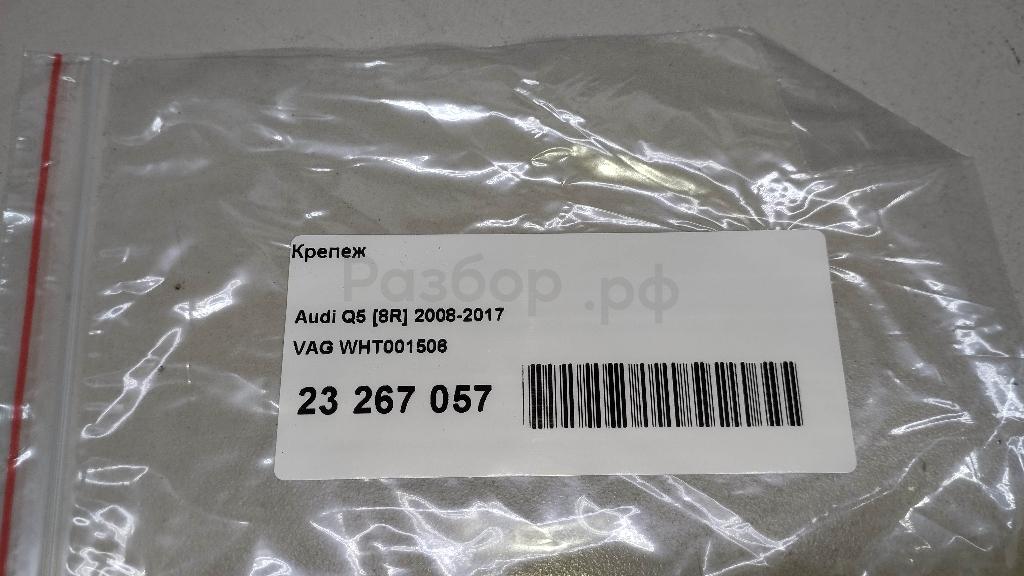 Крепеж
Разбор.рф
Audi Q5 [8R] 2008-2017
VAG WHT001506
23 267 057